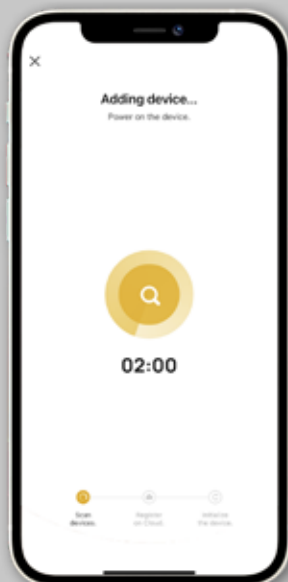 Adding device...
Power on the device.
02:00
Scan
devices.
Register
on Cloud.
Initialize
the device.